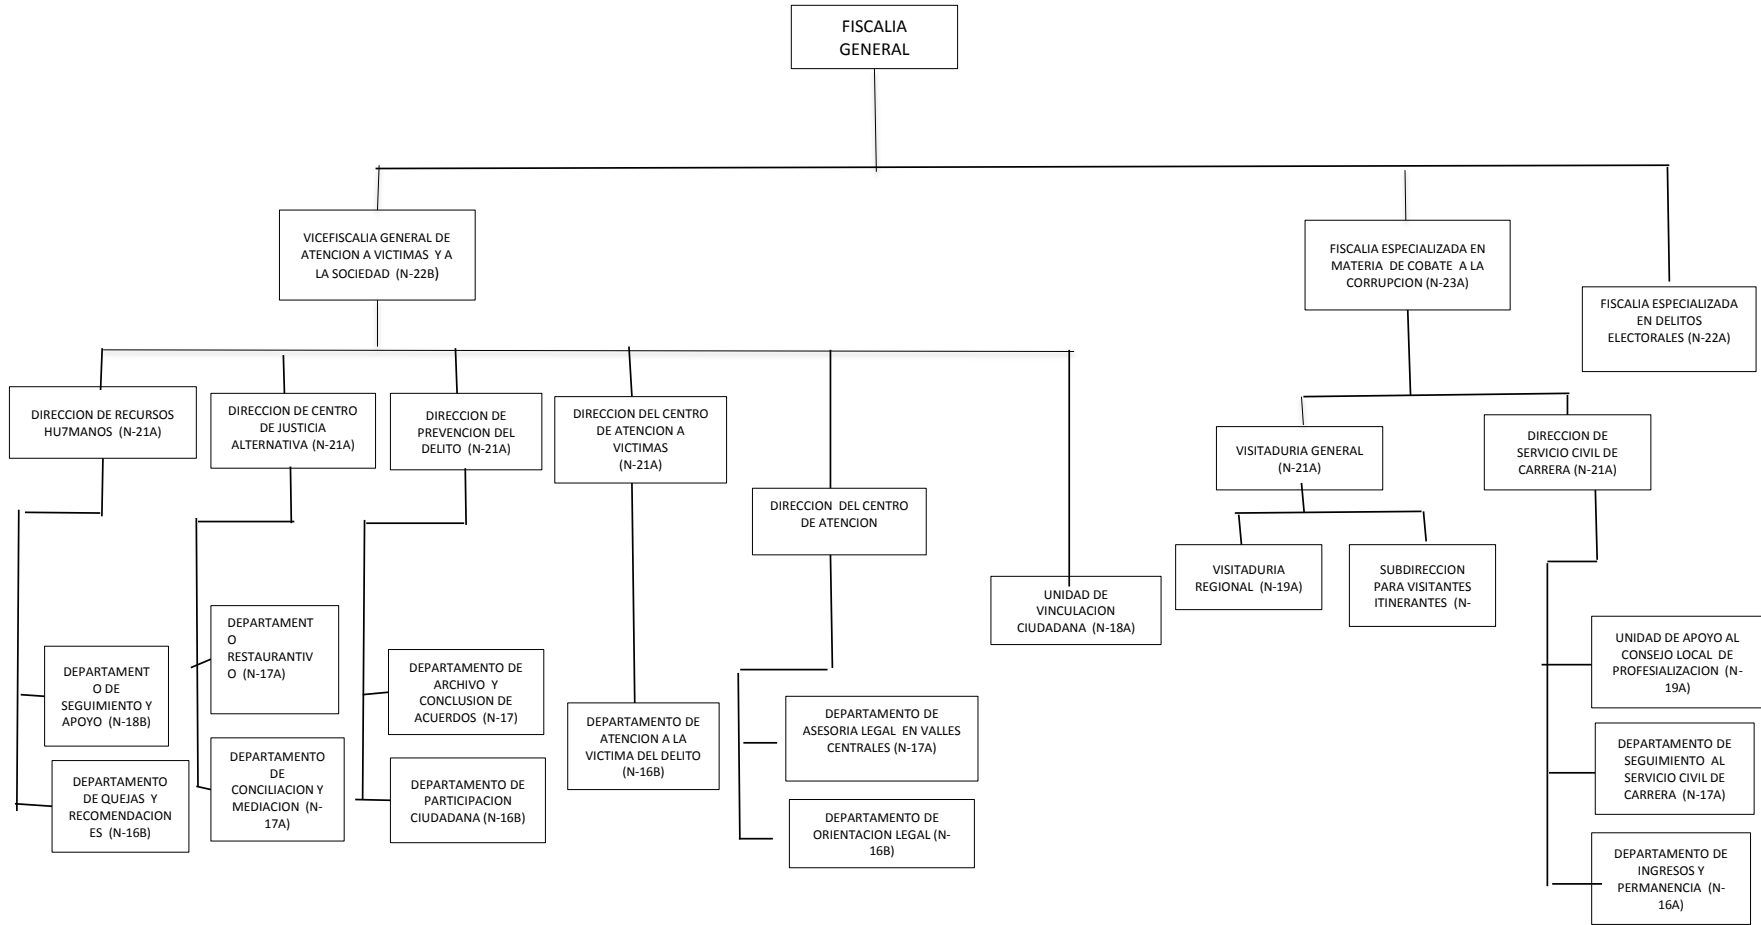 FISCALIA
GENERAL
VICEFISCALIA GENERAL DE
ATENCION A VICTIMAS Y A
LA SOCIEDAD (N-22B)
FISCALIA ESPECIALIZADA EN
MATERIA DE COBATE A LA
CORRUPCION (N-23A)
FISCALIA ESPECIALIZADA
EN DELITOS
ELECTORALES (N-22A)
DIRECCION DE RECURSOS
HU7MANOS (N-21A)
DIRECCION DE CENTRO
DE JUSTICIA
ALTERNATIVA (N-21A)
DIRECCION DE
PREVENCION DEL
DELITO (N-21A)
DIRECCION DEL CENTRO
DE ATENCION A
VICTIMAS
(N-21A)
DIRECCION DEL CENTRO
DE ATENCION
UNIDAD DE
VINCULACION
CIUDADANA (N-18A)
VISITADURIA GENERAL
(N-21A)
DIRECCION DE
SERVICIO CIVIL DE
CARRERA (N-21A)
VISITADURIA
REGIONAL (N-19A)
SUBDIRECCION
PARA VISITANTES
ITINERANTES (N-
DEPARTAMENT
O DE
SEGUIMIENTO Y
APOYO (N-18B)
DEPARTAMENTO
DE QUEJAS Y
RECOMENDACION
ES (N-16B)
DEPARTAMENT
O
RESTAURANTIV
O (N-17A)
DEPARTAMENTO
DE
CONCILIACION Y
MEDIACION (N-
17A)
DEPARTAMENTO DE
ARCHIVO Y
CONCLUSION DE
ACUERDOS (N-17)
DEPARTAMENTO DE
PARTICIPACION
CIUDADANA (N-16B)
DEPARTAMENTO DE
ATENCION A LA
VICTIMA DEL DELITO
(N-16B)
DEPARTAMENTO DE
ASESORIA LEGAL EN VALLES
CENTRALES (N-17A)
DEPARTAMENTO DE
ORIENTACION LEGAL (N-
16B)
UNIDAD DE APOYO AL
CONSEJO LOCAL DE
PROFESIALIZACION (N-
19A)
DEPARTAMENTO DE
SEGUIMIENTO AL
SERVICIO CIVIL DE
CARRERA (N-17A)
DEPARTAMENTO DE
INGRESOS Y
PERMANENCIA (N-
16A)